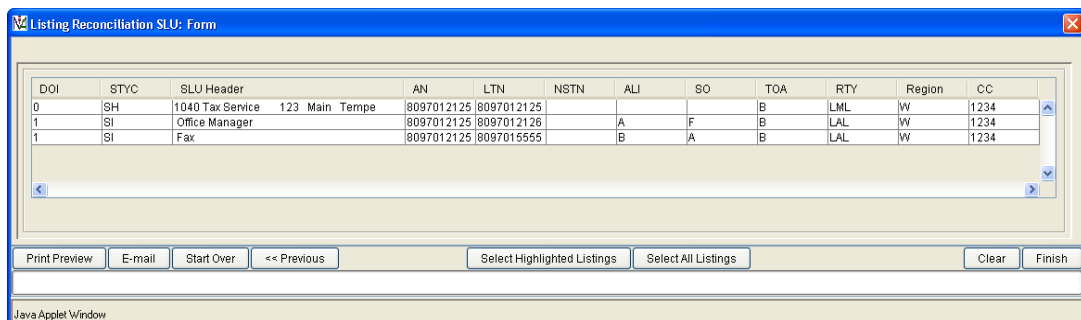 Listing Reconciliation SLU: Form
DOI STYC SLU Header AN LTN NSTN ALI SO TOA RTY Region CC
0 SH 1040 Tax Service 123 Main Tempe 8097012125 8097012125 B LML W 1234
1 SI Office Manager 8097012125 8097012126 A F B LAL W 1234
1 SI Fax 8097012125 8097015555 B A B LAL W 1234
Print Preview E-mail Start Over << Previous Select Highlighted Listings Select All Listings Clear Finish
Java Applet Window